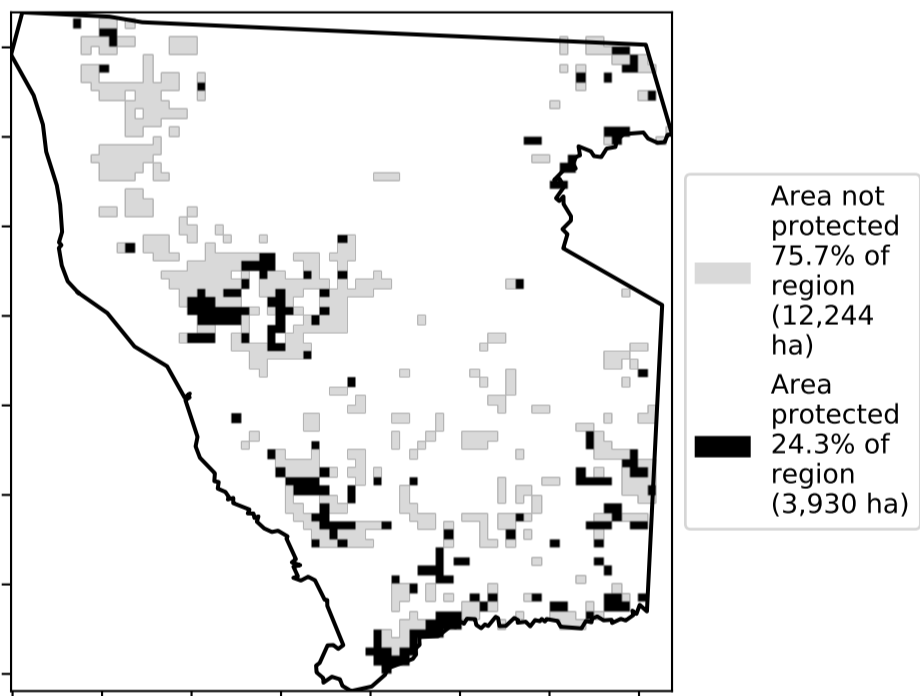 Area not
protected
75.7% of
region
(12,244
ha)
Area
protected
24.3% of
region
(3,930 ha)